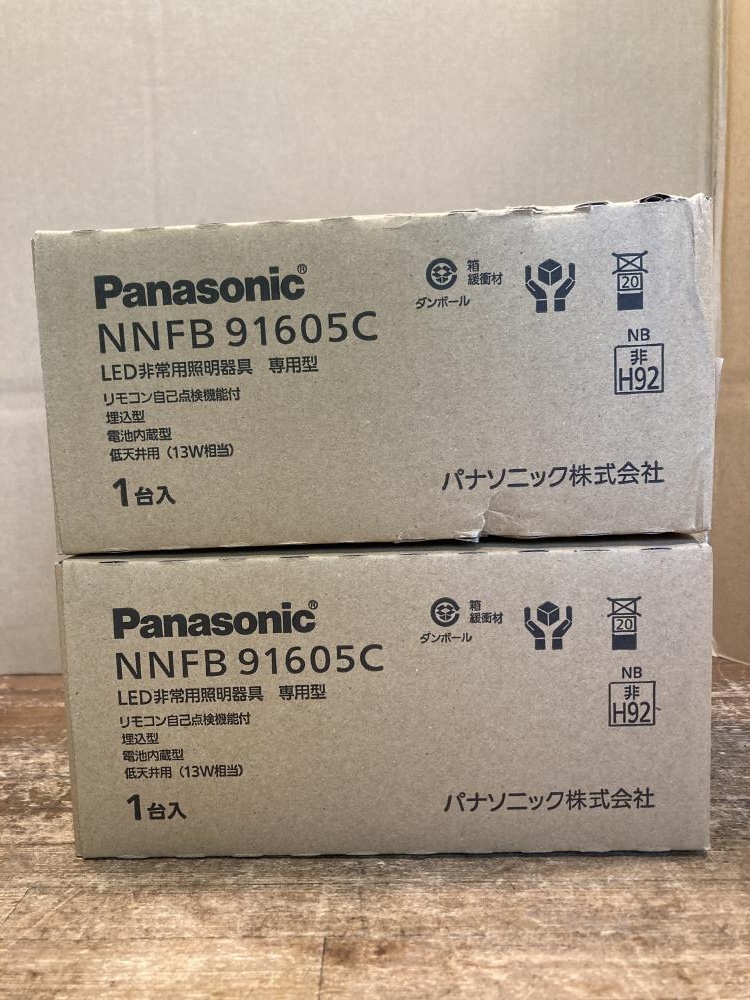 Panasonic®
NNFB 91605C
LED非常用照明器具 専用型
リモコン自己点検機能付
埋込型
電池内蔵型
低天井用（13W相当）
1台入
ダンボール
箱
緩衝材
20
NB
非
H92
パナソニック株式会社
Panasonic®
NNFB 91605C
LED非常用照明器具 専用型
リモコン自己点検機能付
埋込型
電池内蔵型
低天井用（13W相当）
1台入
ダンボール
箱
緩衝材
20
NB
非
H92
パナソニック株式会社